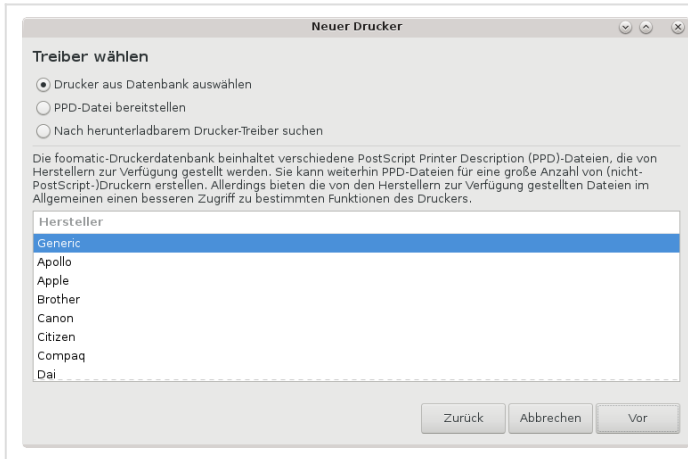 Neuer Drucker
Treiber wählen
Drucker aus Datenbank auswählen
PPD-Datei bereitstellen
Nach herunterladbarem Drucker-Treiber suchen
Die foomatic-Druckerdatenbank beinhaltet verschiedene PostScript Printer Description (PPD)-Dateien, die von
Herstellern zur Verfügung gestellt werden. Sie kann weiterhin PPD-Dateien für eine große Anzahl von (nicht-
PostScript-)Druckern erstellen. Allerdings bieten die von den Herstellern zur Verfügung gestellten Dateien im
Allgemeinen einen besseren Zugriff zu bestimmten Funktionen des Druckers.
Hersteller
Generic
Apollo
Apple
Brother
Canon
Citizen
Compaq
Dai
Zurück Abbrechen Vor